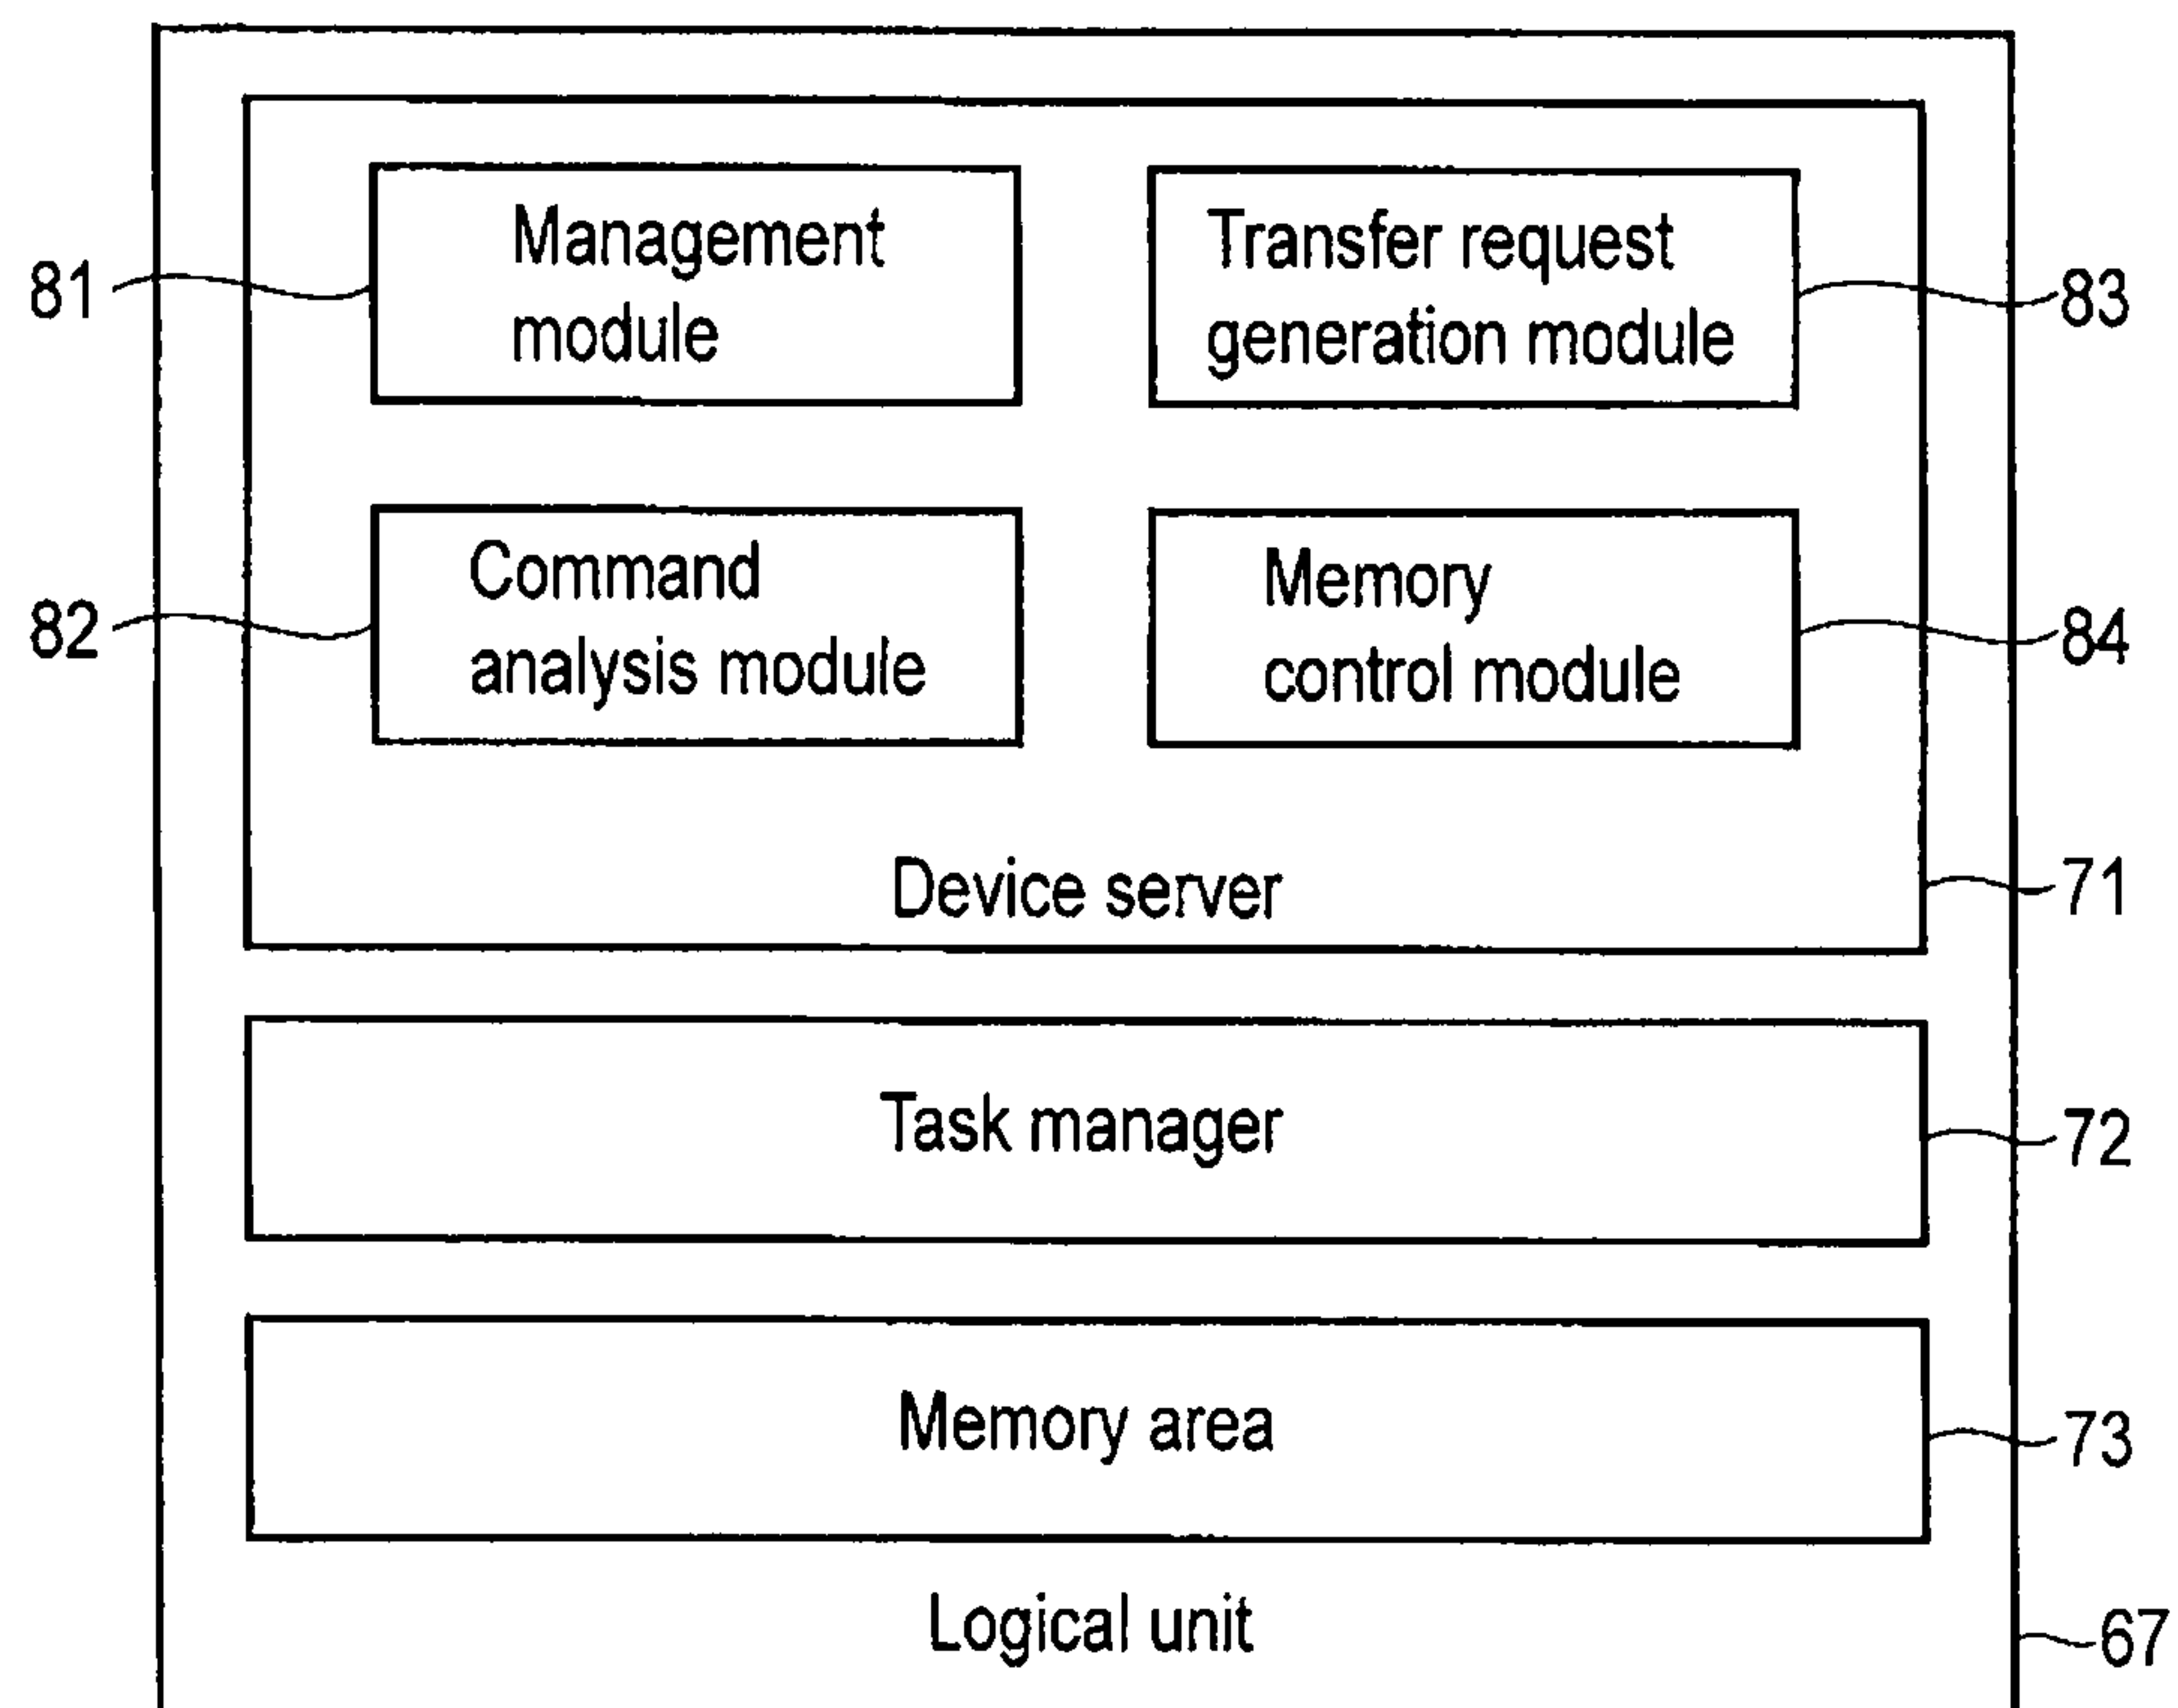 Management
module
81
Transfer request
generation module
83
Command
analysis module
82
Memory
control module
84
Device server
71
Task manager
72
Memory area
73
Logical unit
67